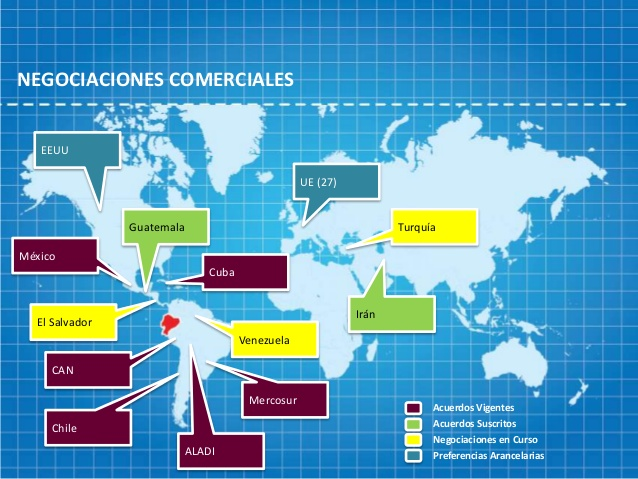 NEGOCIACIONES COMERCIALES
EEUU
UE (27)
Guatemala
Turquía
México
Cuba
Irán
El Salvador
Venezuela
CAN
Mercosur
Chile
ALADI
Acuerdos Vigentes
Acuerdos Suscritos
Negociaciones en Curso
Preferencias Arancelarias